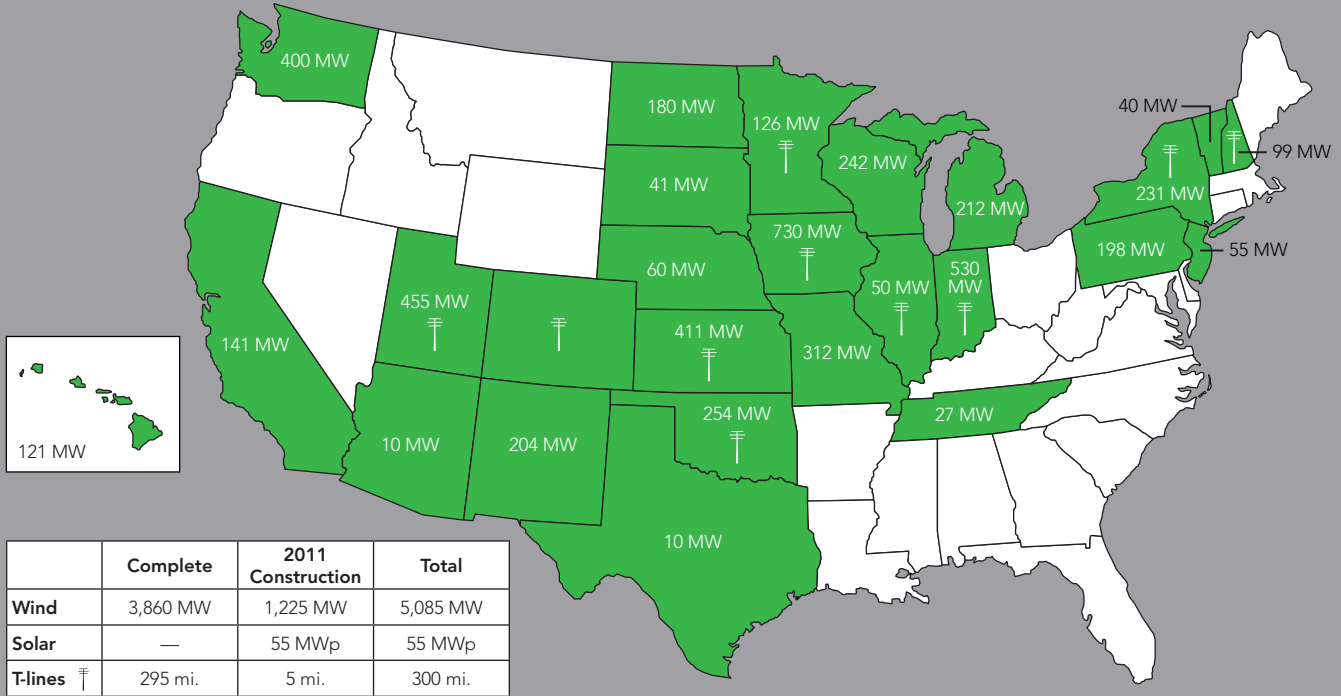 400 MW
180 MW
126 MW
40 MW
99 MW
242 MW
41 MW
212 MW
231 MW
730 MW
198 MW
55 MW
60 MW
50 MW
530
MW
455 MW
411 MW
141 MW
312 MW
121 MW
10 MW
204 MW
254 MW
27 MW
10 MW
Complete
2011
Construction
Total
Wind
3,860 MW
1,225 MW
5,085 MW
Solar
—
55 MWp
55 MWp
T-lines
295 mi.
5 mi.
300 mi.